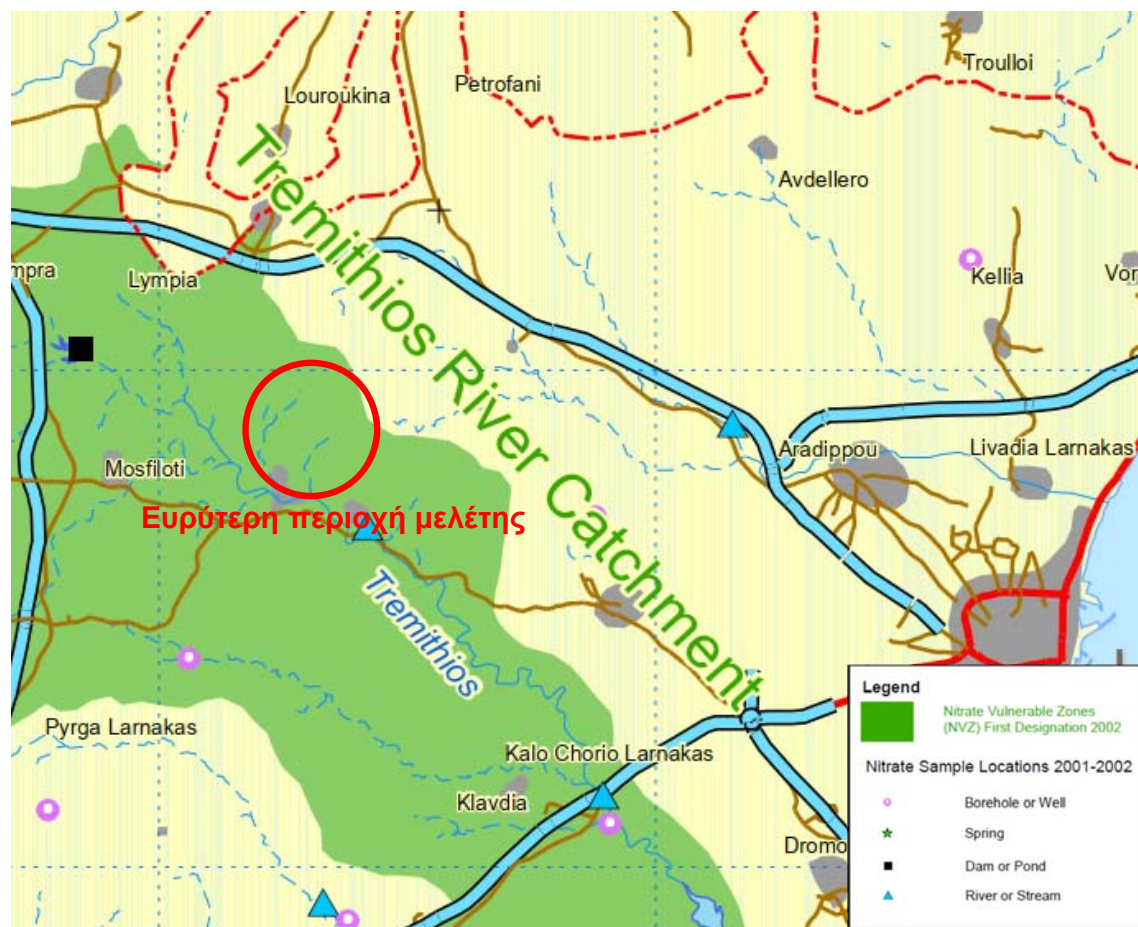 Troulloi
Petrofani
Louroukina
Avdellero
Kellia
Vor
mpra
Lympia
Tremithios River Catchment
Aradippou
Livadia Larnakas
Mosfiloti
Ευρύτερη περιοχή μελέτης
Tremithios
Pyrga Larnakas
Kalo Chorio Larnakas
Klavdia
Dromo
Legend
Nitrate Vulnerable Zones
(NVZ) First Designation 2002
Nitrate Sample Locations 2001-2002
Borehole or Well
Spring
Dam or Pond
River or Stream